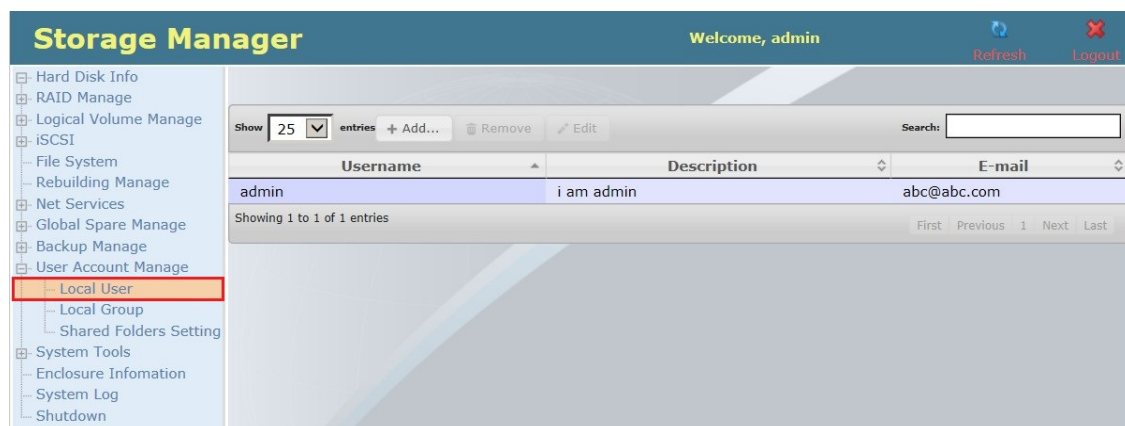 Storage Manager
Welcome, admin
Refresh
Logout
Hard Disk Info
RAID Manage
Logical Volume Manage
iSCSI
File System
Rebuilding Manage
Net Services
Global Spare Manage
Backup Manage
User Account Manage
Local User
Local Group
Shared Folders Setting
System Tools
Enclosure Infomation
System Log
Shutdown
Show 25 entries + Add... Remove Edit Search:
Username Description E-mail
admin i am admin abc@abc.com
Showing 1 to 1 of 1 entries
First Previous 1 Next Last